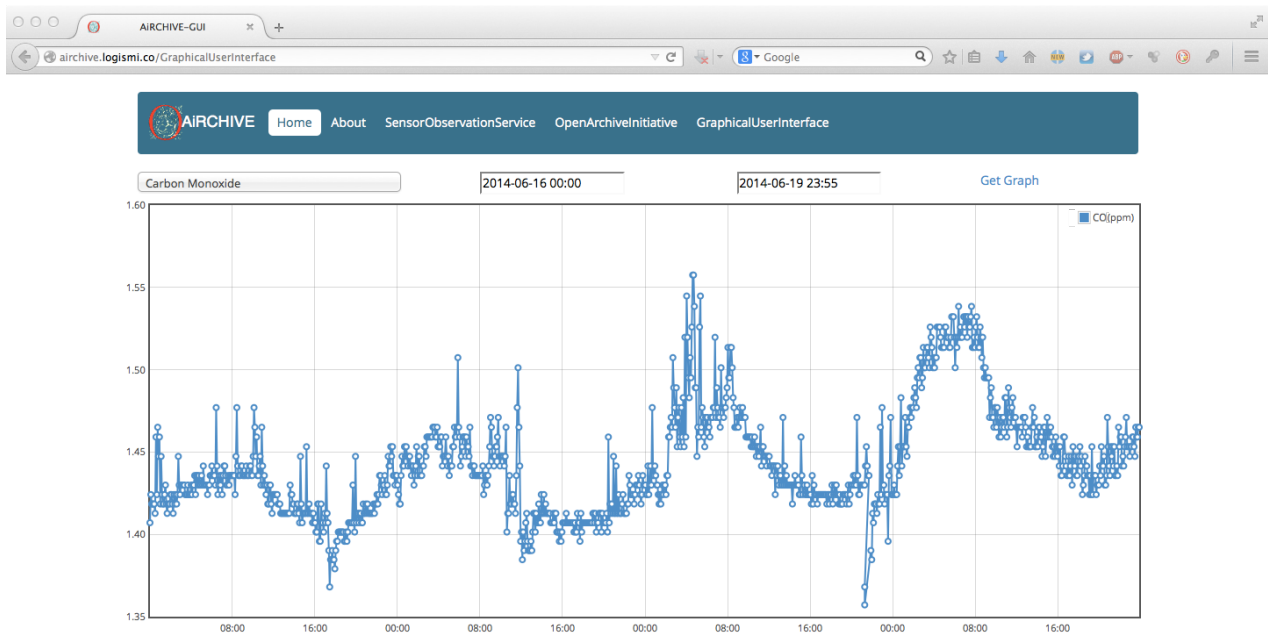 AiRCHIVE-GUI × +
airchive.logismi.co/GraphicalUserInterface
Google
AiRCHIVE Home About SensorObservationService OpenArchiveInitiative GraphicalUserInterface
Carbon Monoxide 2014-06-16 00:00 2014-06-19 23:55 Get Graph
CO(ppm)
1.60
1.55
1.50
1.45
1.40
1.35
08:00 16:00 00:00 08:00 16:00 00:00 08:00 16:00 00:00 08:00 16:00